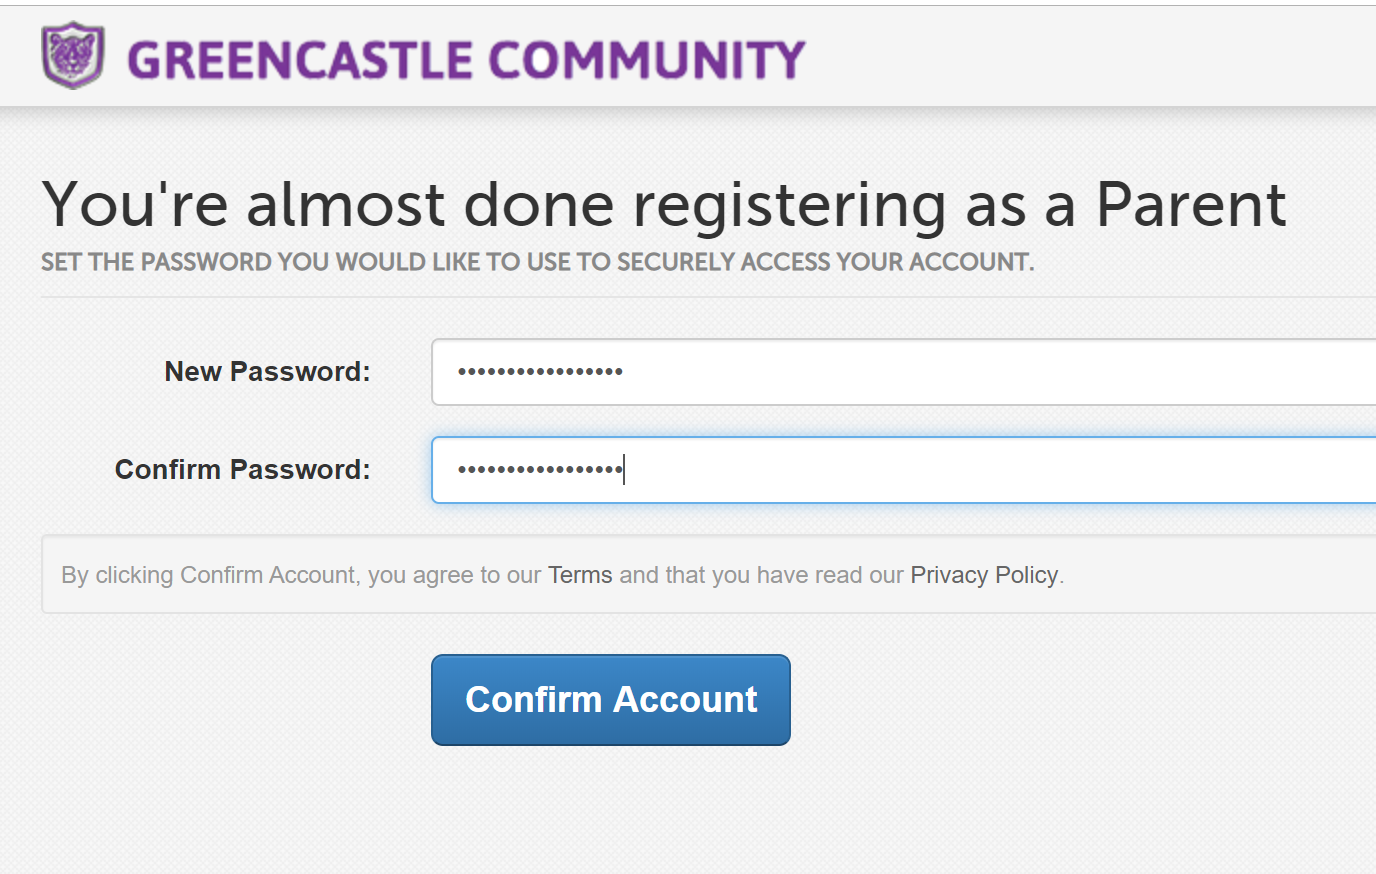 GREENCASTLE COMMUNITY
You're almost done registering as a Parent
SET THE PASSWORD YOU WOULD LIKE TO USE TO SECURELY ACCESS YOUR ACCOUNT.
New Password: •••••••••••••••••
Confirm Password: •••••••••••••••••
By clicking Confirm Account, you agree to our Terms and that you have read our Privacy Policy.
Confirm Account